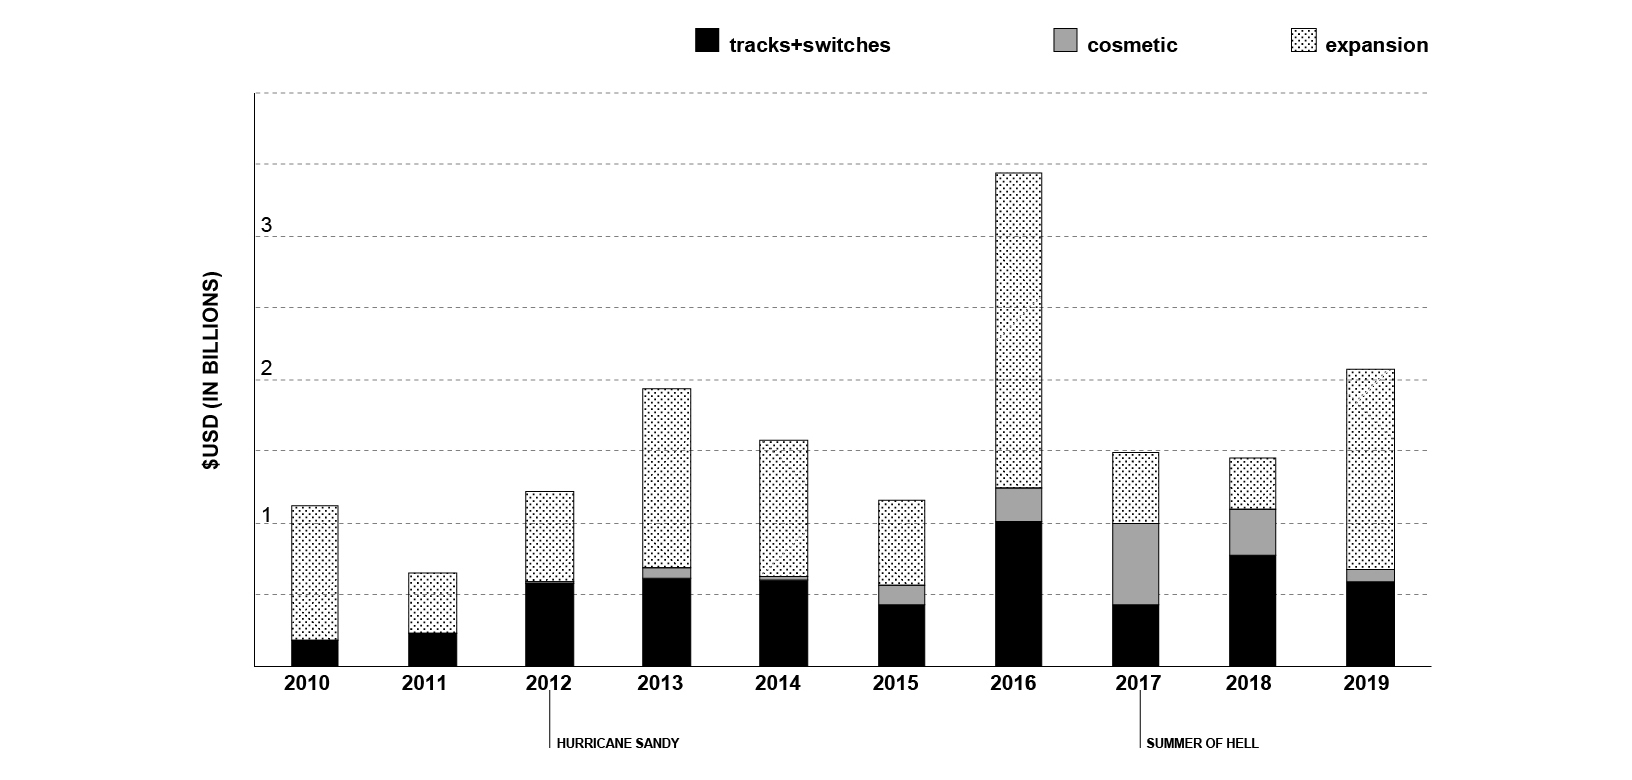 tracks+switches cosmetic expansion
3
2
1
$USD (IN BILLIONS)
2010 2011 2012 2013 2014 2015 2016 2017 2018 2019
HURRICANE SANDY SUMMER OF HELL